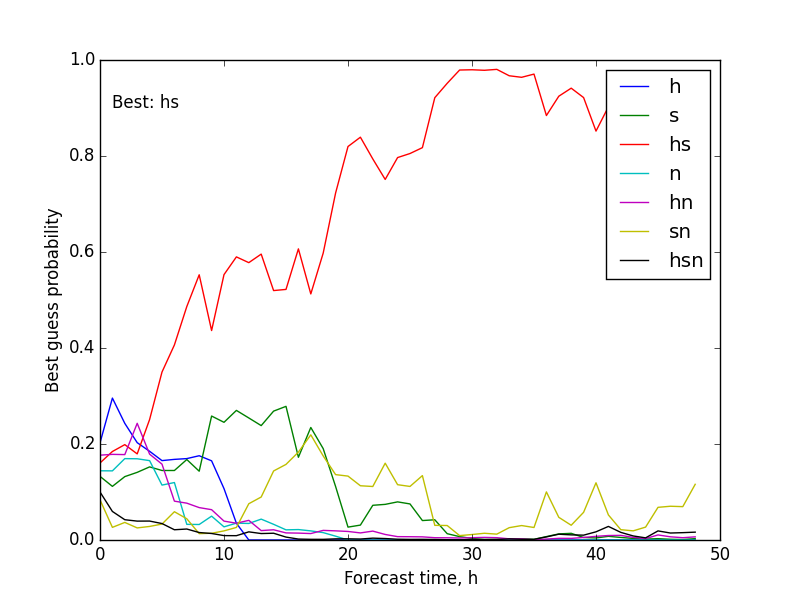 1.0
0.8
0.6
0.4
0.2
0.0
Best guess probability
Best: hs
h
s
hs
n
hn
sn
hsn
0 10 20 30 40 50
Forecast time, h